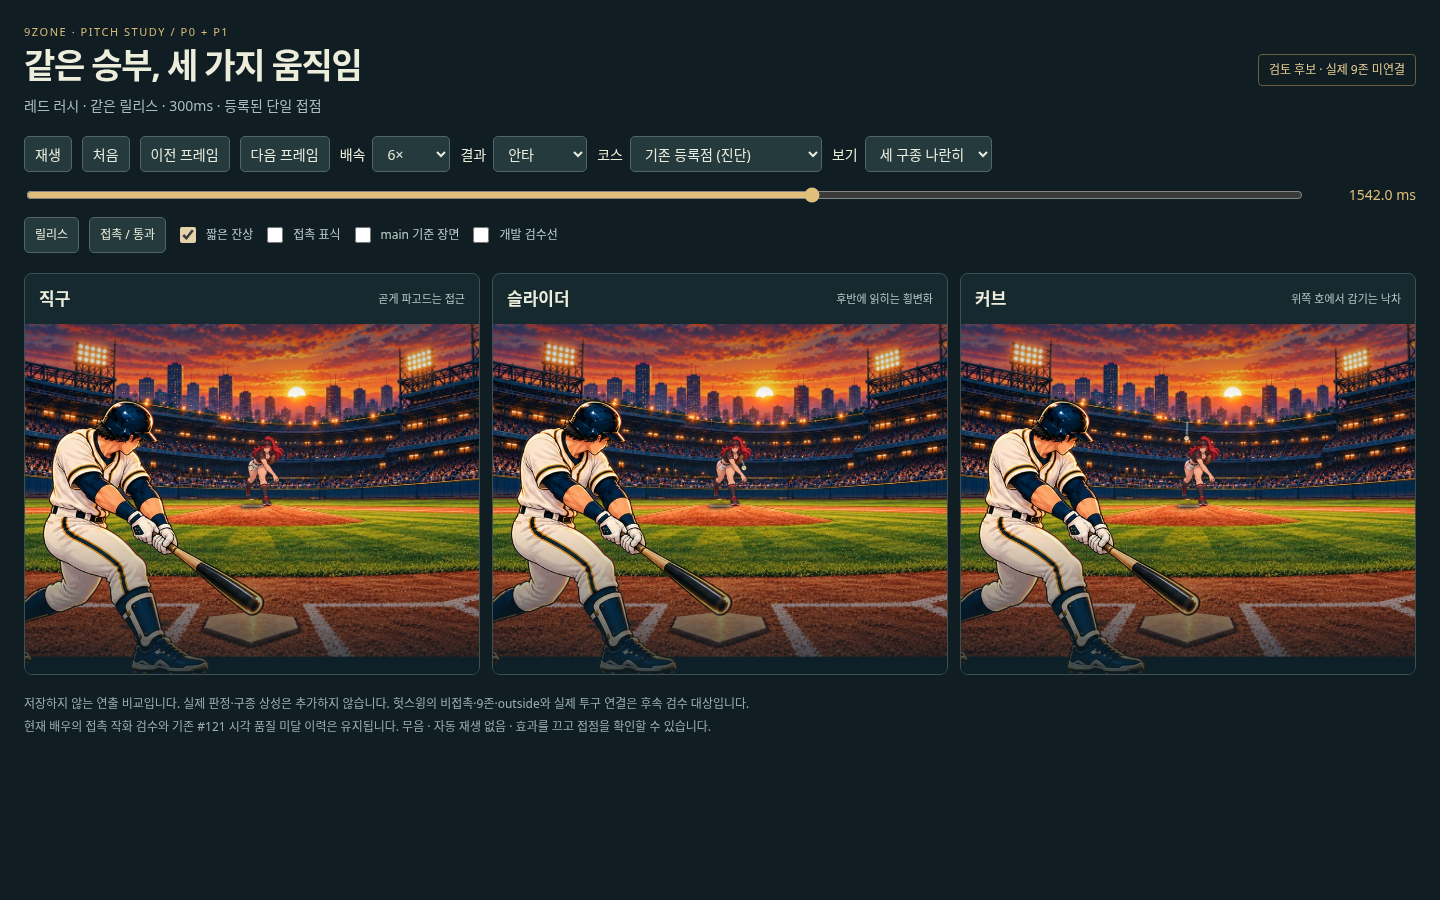 9ZONE · PITCH STUDY / P0 + P1
같은 승부, 세 가지 움직임
검토 후보 · 실제 9존 미연결
레드 러시 · 같은 릴리스 · 300ms · 등록된 단일 접점
재생 처음 이전 프레임 다음 프레임 배속 6× 결과 안타 코스 기존 등록점 (진단) 보기 세 구종 나란히
1542.0 ms
릴리스 접촉 / 통과 짧은 잔상 접촉 표식 main 기준 장면 개발 검수선
직구 곧게 파고드는 접근
슬라이더 후반에 읽히는 횡변화
커브 위쪽 호에서 감기는 낙차
저장하지 않는 연출 비교입니다. 실제 판정·구종 상성은 추가하지 않습니다. 헛스윙의 비접촉·9존·outside와 실제 투구 연결은 후속 검수 대상입니다.
현재 배우의 접촉 작화 검수와 기존 #121 시각 품질 미달 이력은 유지됩니다. 무음 · 자동 재생 없음 · 효과를 끄고 접점을 확인할 수 있습니다.